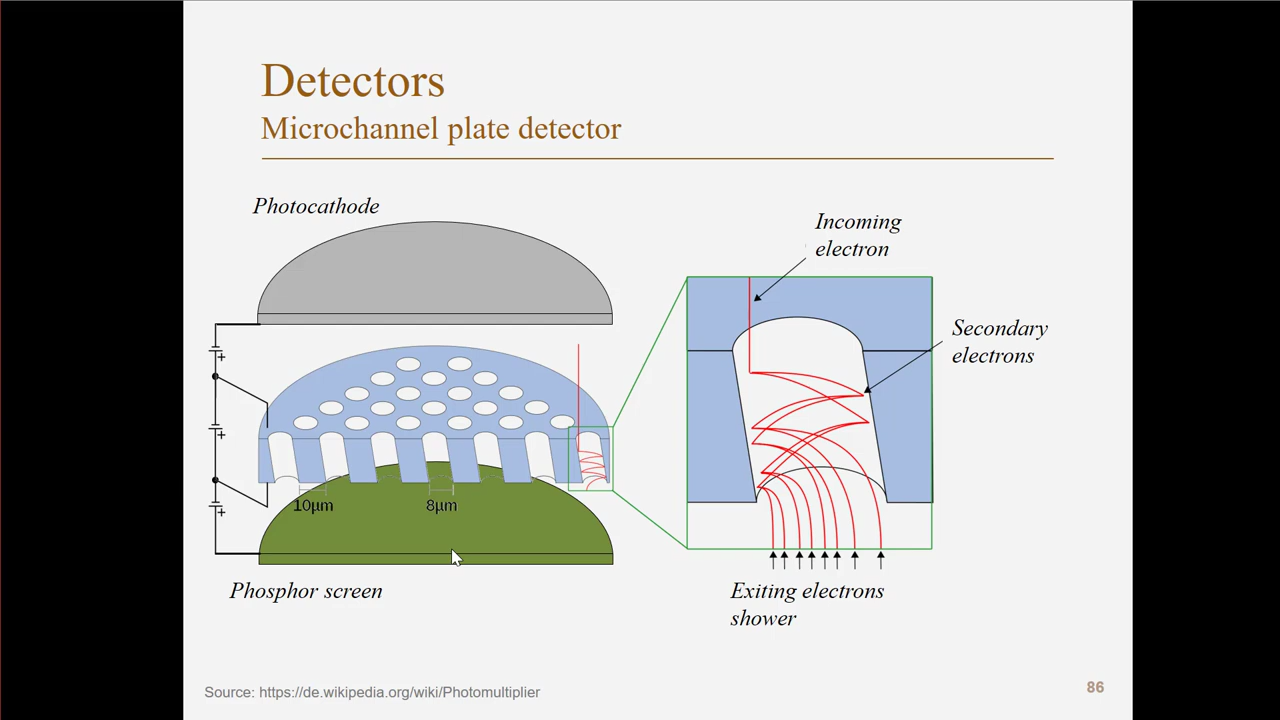 Detectors
Microchannel plate detector
Photocathode
Incoming
electron
Secondary
electrons
+
+
+
10µm
8µm
Phosphor screen
Exiting electrons
shower
Source: https://de.wikipedia.org/wiki/Photomultiplier
86